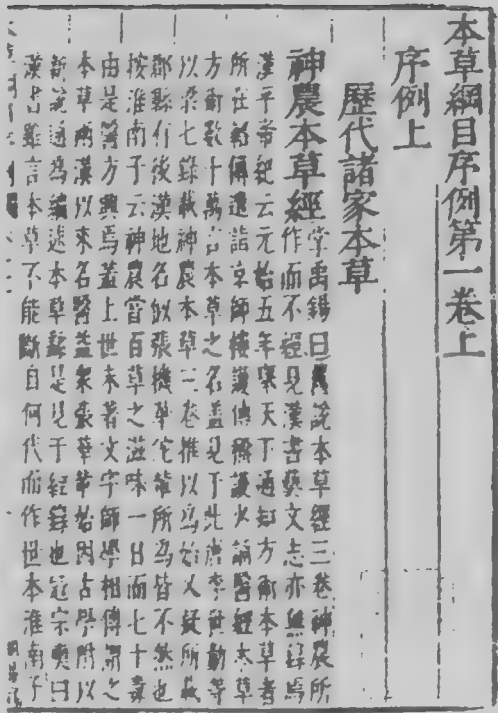 本草綱目序例第一卷上
序例上
歷代諸家本草
神農本草經
掌禹錫曰舊說本草經三卷神農所
作而不經見漢書藝文志亦無錄焉
漢平帝紀云元始五年舉天下通知方術本草者
所在軺傳遣詣京師樓護傳稱護少誦醫經本草
方術數十萬言本草之名蓋見于此唐李世勣等
以梁七錄載神農本草三卷推以為始又疑所載
郡縣有後漢地名似張機華佗輩所為皆不然也
按淮南子云神農嘗百草之滋味一日而七十毒
由是醫方興焉蓋上世未著文字師學相傳謂之
本草兩漢以來名醫益衆張華輩始因古學附以
新說通為編述本草繇是見于經錄也寇宗奭曰
漢書雖言本草不能斷自何代而作世本淮南子